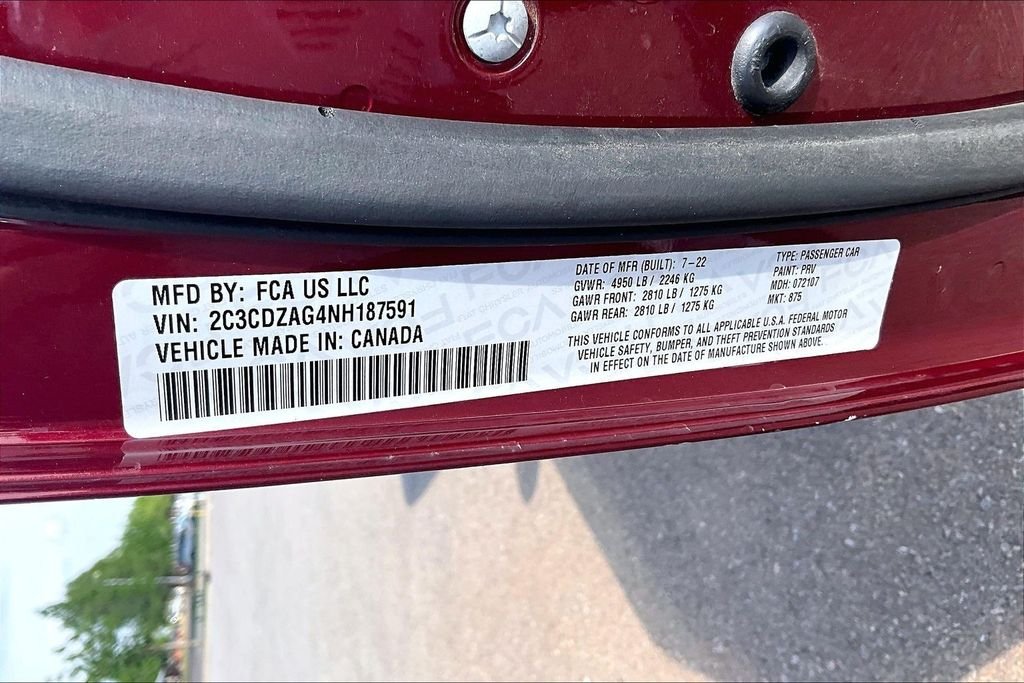 MFD BY: FCA US LLC
VIN: 2C3CDZAG4NH187591
VEHICLE MADE IN: CANADA
DATE OF MFR (BUILT): 7-22
GVWR: 4950 LB / 2246 KG
GAWR FRONT: 2810 LB / 1275 KG
GAWR REAR: 2810 LB / 1275 KG
TYPE: PASSENGER CAR
PAINT: PRV
MDH: 072107
MKT: 875
THIS VEHICLE CONFORMS TO ALL APPLICABLE U.S.A. FEDERAL MOTOR
VEHICLE SAFETY, BUMPER, AND THEFT PREVENTION STANDARDS
IN EFFECT ON THE DATE OF MANUFACTURE SHOWN ABOVE.